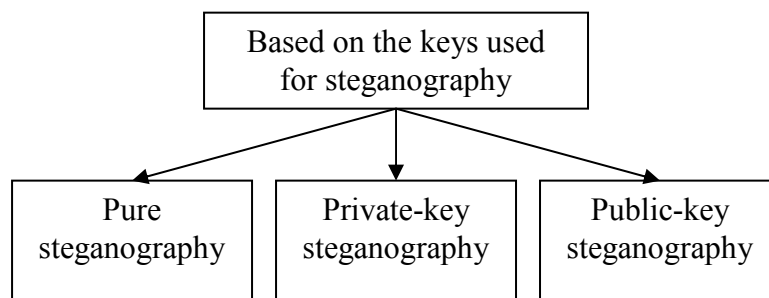 Based on the keys used
for steganography
Pure
steganography
Private-key
steganography
Public-key
steganography